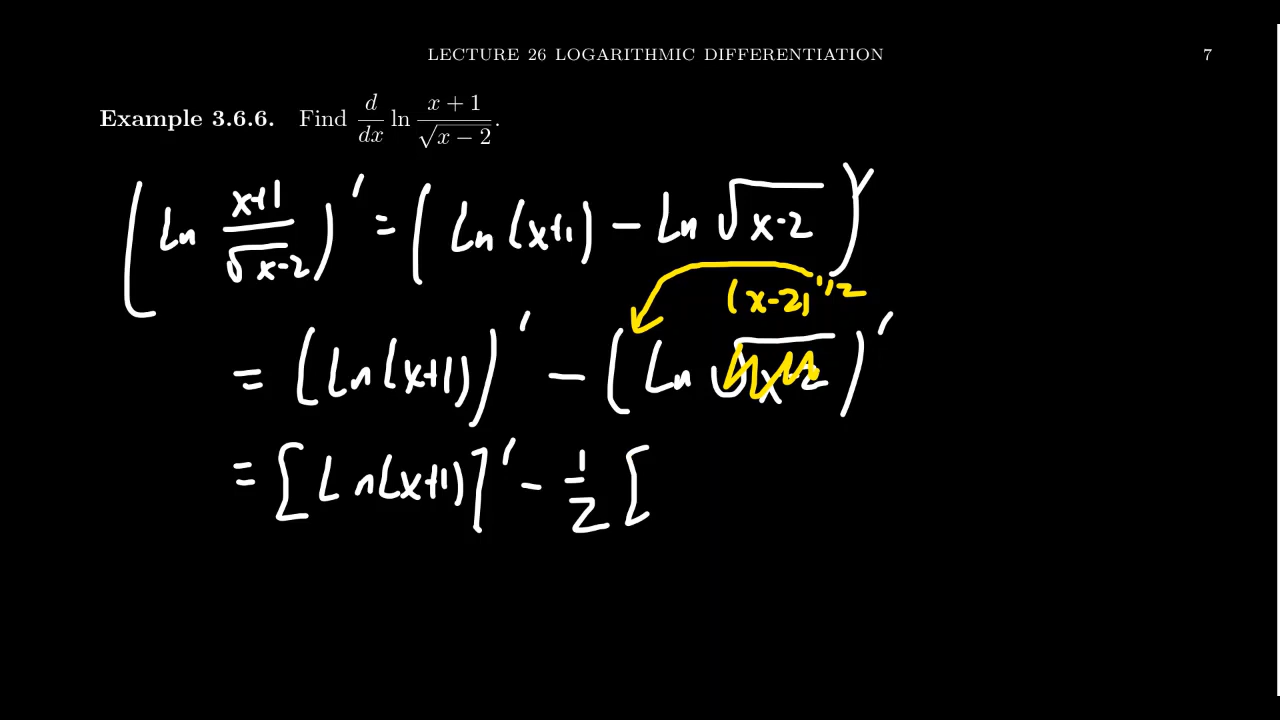 LECTURE 26 LOGARITHMIC DIFFERENTIATION 7
Example 3.6.6. Find d/dx ln (x + 1)/√(x − 2).
(ln (x+1)/√(x-2))' = (ln(x+1) - ln √(x-2))'
(x-2)^1/2
= (ln(x+1))' - (ln √(x-2))'
= [ln(x+1)]' - 1/2 [